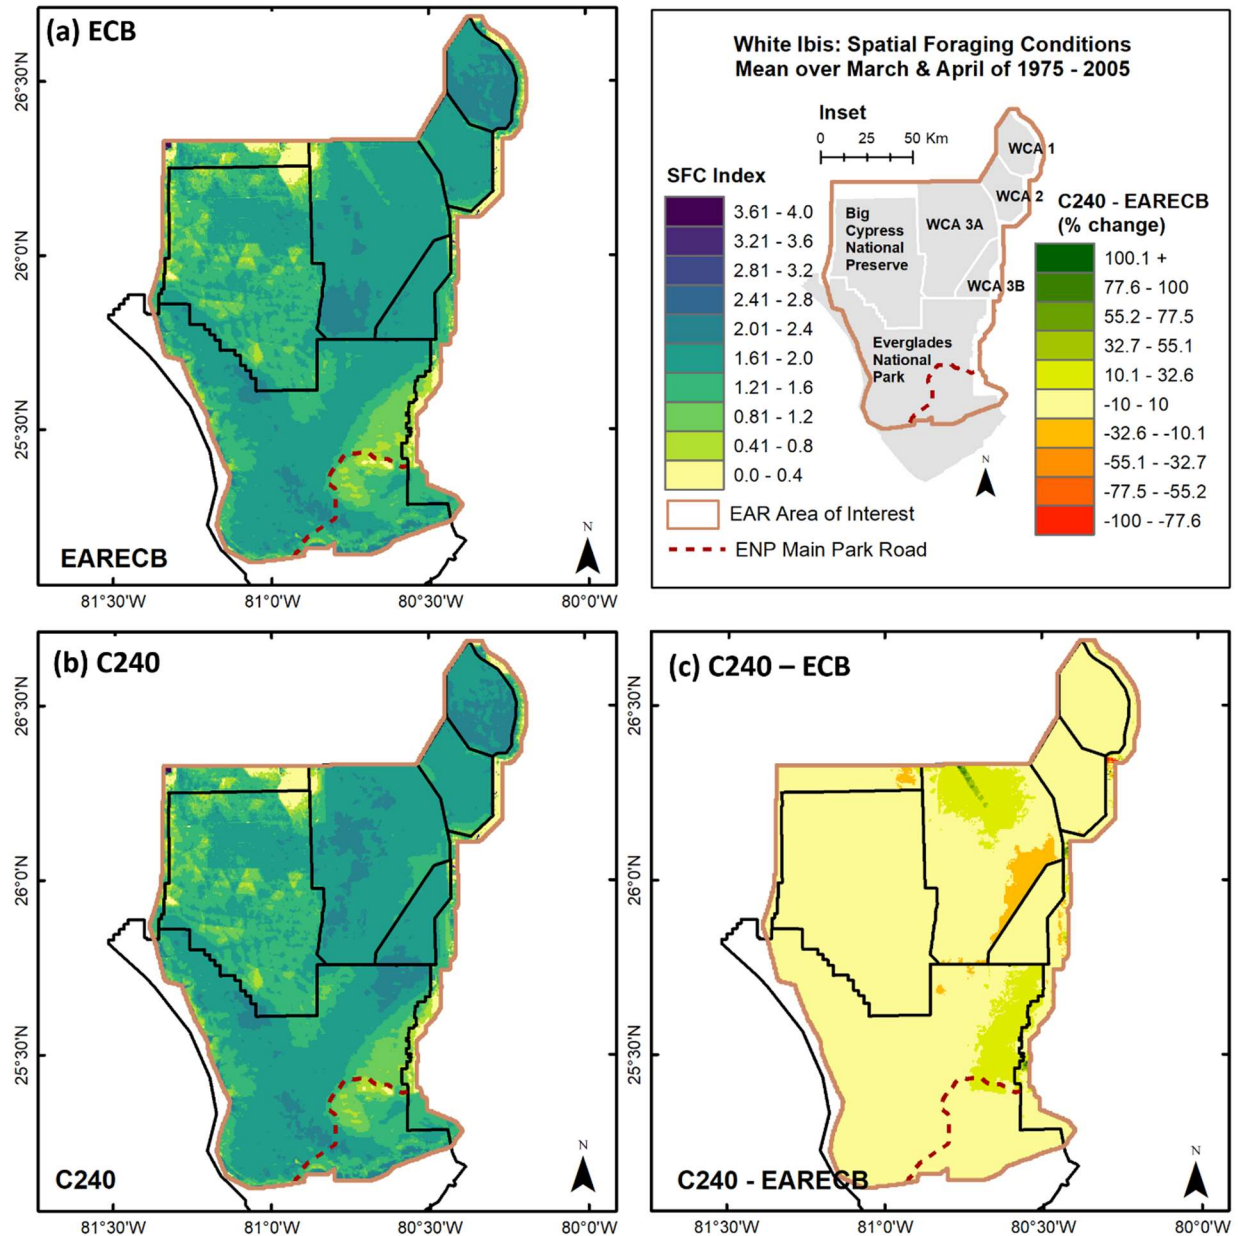 (a) ECB
EARECB
26°30'N
26°0'N
25°30'N
81°30'W
81°0'W
80°30'W
80°0'W
N
White Ibis: Spatial Foraging Conditions
Mean over March & April of 1975 - 2005
Inset
0 25 50 Km
SFC Index
3.61 - 4.0
3.21 - 3.6
2.81 - 3.2
2.41 - 2.8
2.01 - 2.4
1.61 - 2.0
1.21 - 1.6
0.81 - 1.2
0.41 - 0.8
0.0 - 0.4
EAR Area of Interest
ENP Main Park Road
WCA 1
WCA 2
WCA 3A
WCA 3B
Big
Cypress
National
Preserve
Everglades
National
Park
N
C240 - EARECB
(% change)
100.1 +
77.6 - 100
55.2 - 77.5
32.7 - 55.1
10.1 - 32.6
-10 - 10
-32.6 - -10.1
-55.1 - -32.7
-77.5 - -55.2
-100 - -77.6
(b) C240
C240
26°30'N
26°0'N
25°30'N
81°30'W
81°0'W
80°30'W
80°0'W
N
(c) C240 – ECB
C240 - EARECB
26°30'N
26°0'N
25°30'N
81°30'W
81°0'W
80°30'W
80°0'W
N